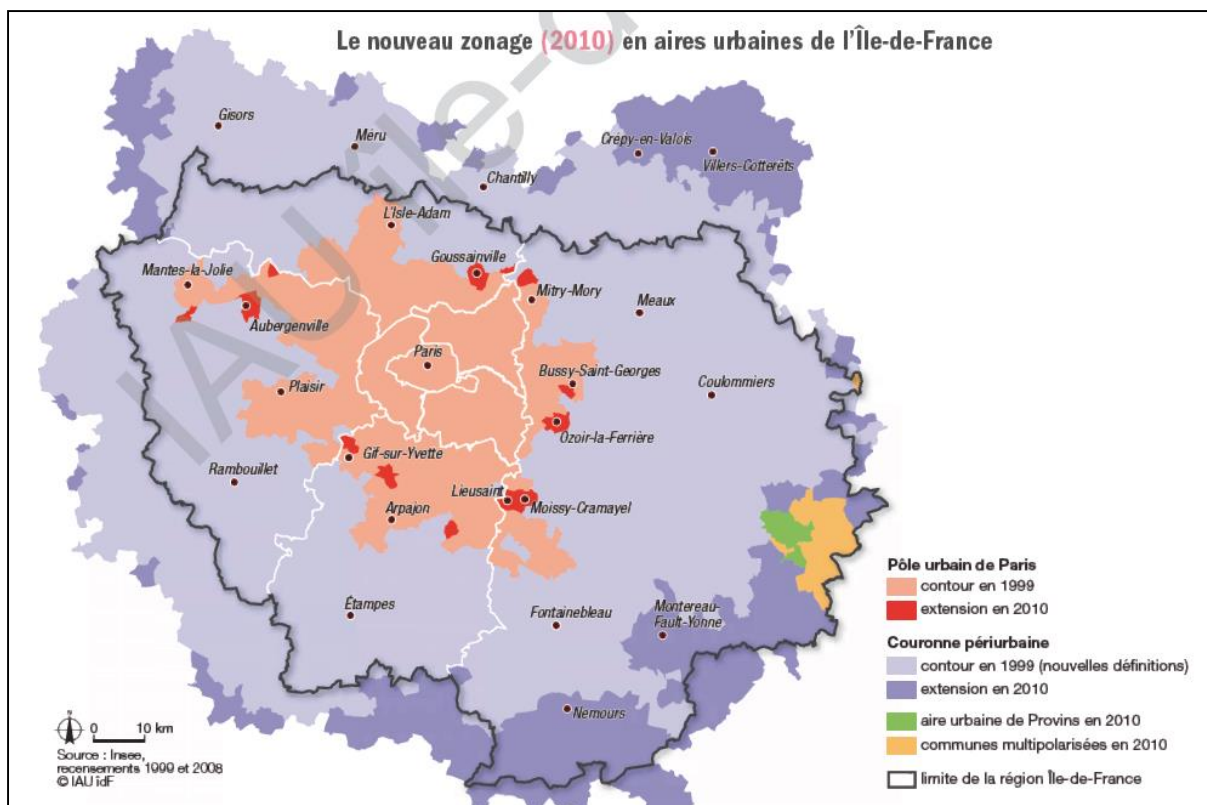 Le nouveau zonage (2010) en aires urbaines de l'Île-de-France
Gisors
Méru
Crépy-en-Valois
Villers-Cotterêts
Chantilly
L'Isle-Adam
Goussainville
Mantes-la-Jolie
Mitry-Mory
Meaux
Aubergenville
Paris
Bussy-Saint-Georges
Plaisir
Coulommiers
Ozoir-la-Ferrière
Gif-sur-Yvette
Rambouillet
Lieusaint
Moissy-Cramayel
Arpajon
Étampes
Fontainebleau
Montereau-
Fault-Yonne
Nemours
Pôle urbain de Paris
contour en 1999
extension en 2010
Couronne périurbaine
contour en 1999 (nouvelles définitions)
extension en 2010
aire urbaine de Provins en 2010
communes multipolarisées en 2010
limite de la région Île-de-France
N
0 10 km
Source : Insee,
recensements 1999 et 2008
© IAU îdF
IAU île-d